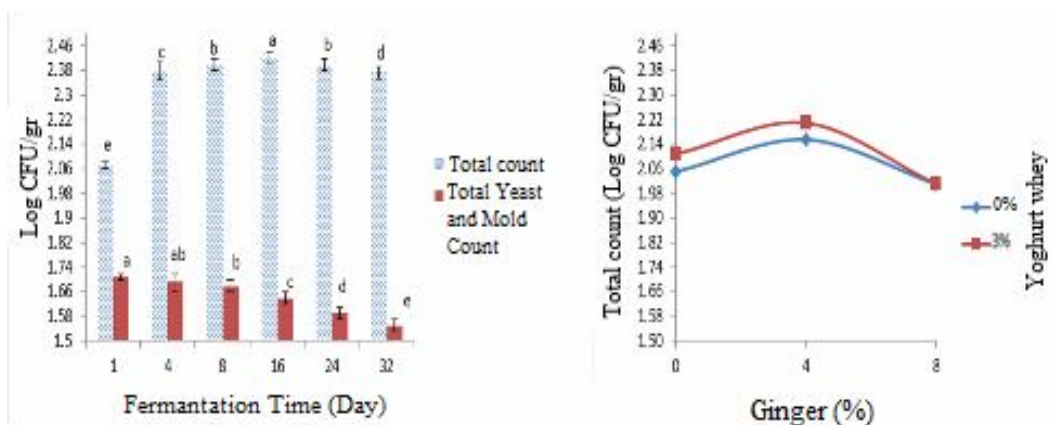 Log CFU/gr
2.46
2.38
2.3
2.22
2.14
2.06
1.98
1.9
1.82
1.74
1.66
1.58
1.5
e
c
b
a
b
d
a
ab
b
c
d
e
1
4
8
16
24
32
Fermantation Time (Day)
Total count
Total Yeast
and Mold
Count
Total count (Log CFU/gr)
2.46
2.38
2.30
2.22
2.14
2.06
1.98
1.90
1.82
1.74
1.66
1.58
1.50
0
4
8
Ginger (%)
0%
3%
Yoghurt whey